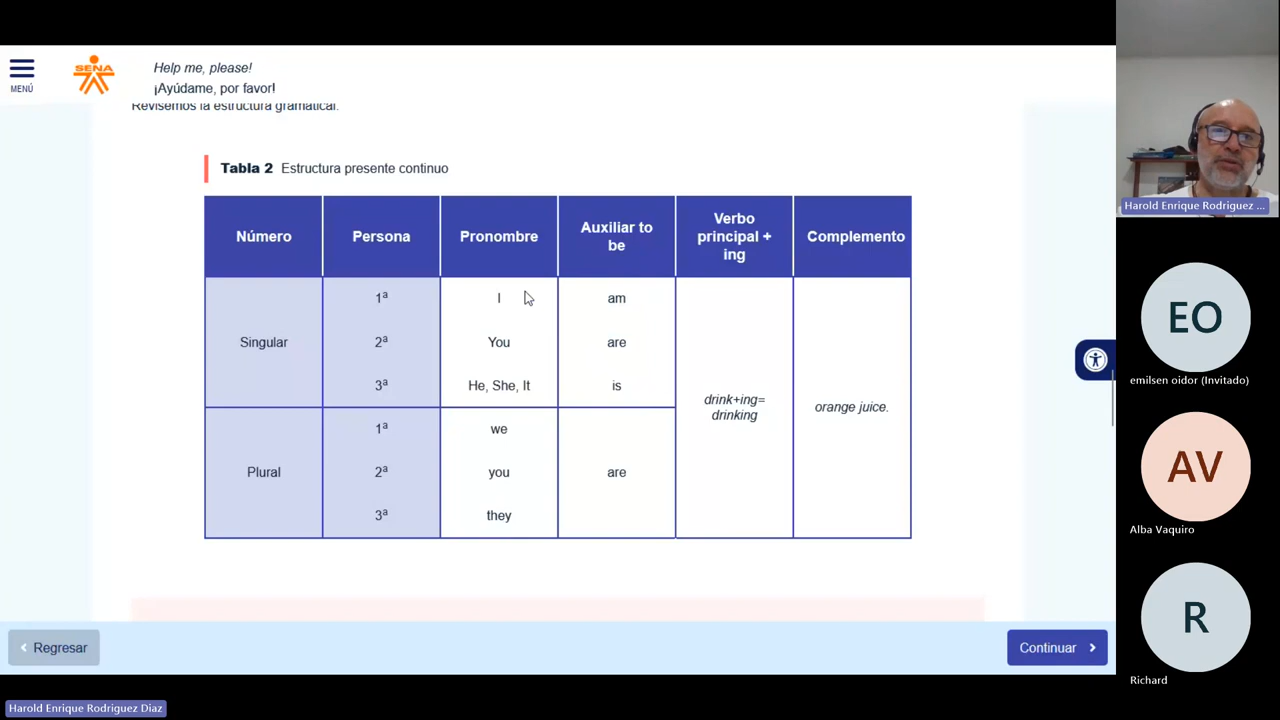 MENÚ
SENA
Help me, please!
¡Ayúdame, por favor!
Revisemos la estructura gramatical.
Tabla 2 Estructura presente continuo
Número
Persona
Pronombre
Auxiliar to
be
Verbo
principal +
ing
Complemento
Singular
1ª
I
am
2ª
You
are
3ª
He, She, It
is
drink+ing=
drinking
orange juice.
Plural
1ª
we
2ª
you
are
3ª
they
Regresar
Continuar
Harold Enrique Rodriguez ...
EO
emilsen oidor (Invitado)
AV
Alba Vaquiro
R
Richard
Harold Enrique Rodriguez Diaz